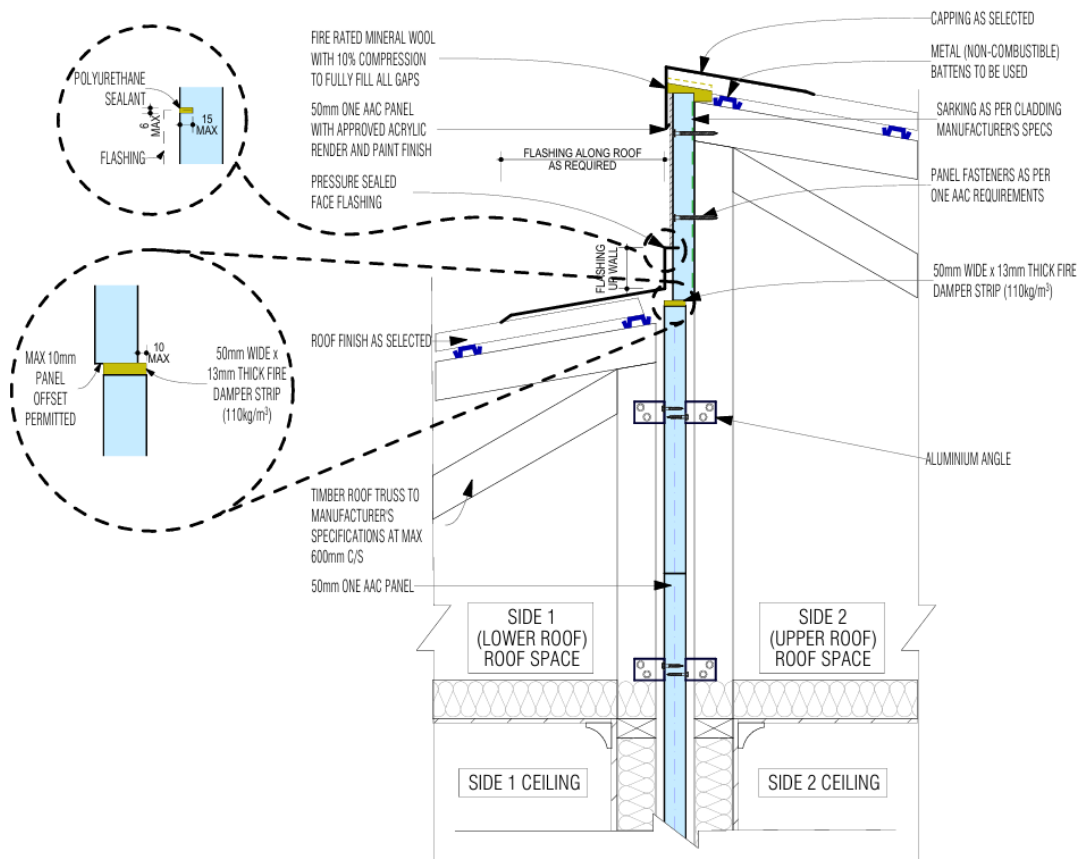 POLYURETHANE
SEALANT
6
MAX
15
MAX
FLASHING
FIRE RATED MINERAL WOOL
WITH 10% COMPRESSION
TO FULLY FILL ALL GAPS
50mm ONE AAC PANEL
WITH APPROVED ACRYLIC
RENDER AND PAINT FINISH
FLASHING ALONG ROOF
AS REQUIRED
PRESSURE SEALED
FACE FLASHING
FLASHING
UP WALL
CAPPING AS SELECTED
METAL (NON-COMBUSTIBLE)
BATTENS TO BE USED
SARKING AS PER CLADDING
MANUFACTURER'S SPECS
PANEL FASTENERS AS PER
ONE AAC REQUIREMENTS
50mm WIDE x 13mm THICK FIRE
DAMPER STRIP (110kg/m³)
ROOF FINISH AS SELECTED
MAX 10mm
PANEL
OFFSET
PERMITTED
10
MAX
50mm WIDE x
13mm THICK FIRE
DAMPER STRIP
(110kg/m³)
ALUMINIUM ANGLE
TIMBER ROOF TRUSS TO
MANUFACTURER'S
SPECIFICATIONS AT MAX
600mm C/S
50mm ONE AAC PANEL
SIDE 1
(LOWER ROOF)
ROOF SPACE
SIDE 2
(UPPER ROOF)
ROOF SPACE
SIDE 1 CEILING
SIDE 2 CEILING